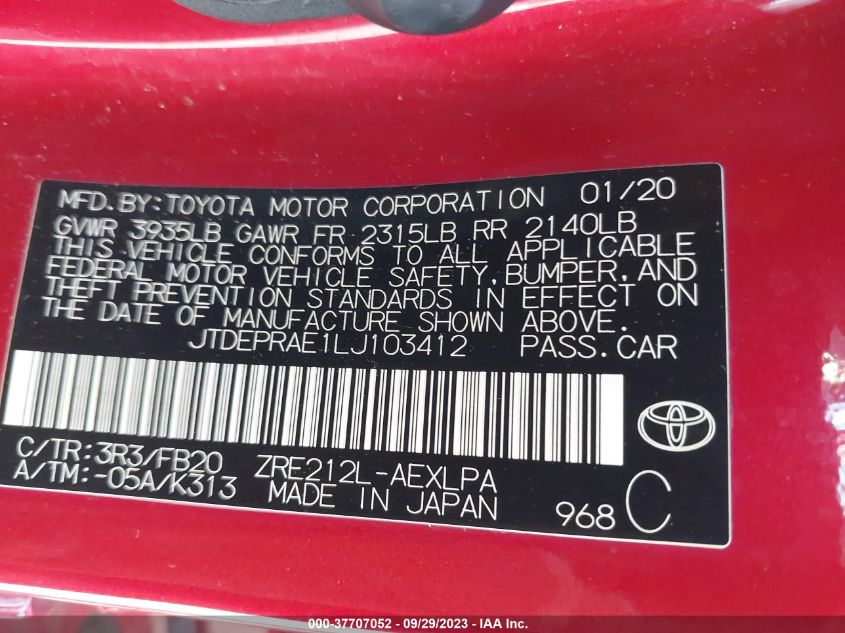 MFD.BY:TOYOTA MOTOR CORPORATION 01/20
GVWR 3935LB GAWR FR 2315LB RR 2140LB
THIS VEHICLE CONFORMS TO ALL APPLICABLE
FEDERAL MOTOR VEHICLE SAFETY,BUMPER,AND
THEFT PREVENTION STANDARDS IN EFFECT ON
THE DATE OF MANUFACTURE SHOWN ABOVE.
JTDEPRAE1LJ103412 PASS.CAR
C/TR:3R3/FB20 ZRE212L-AEXLPA
A/TM:-05A/K313 MADE IN JAPAN
968 C
000-37707052 - 09/29/2023 - IAA Inc.